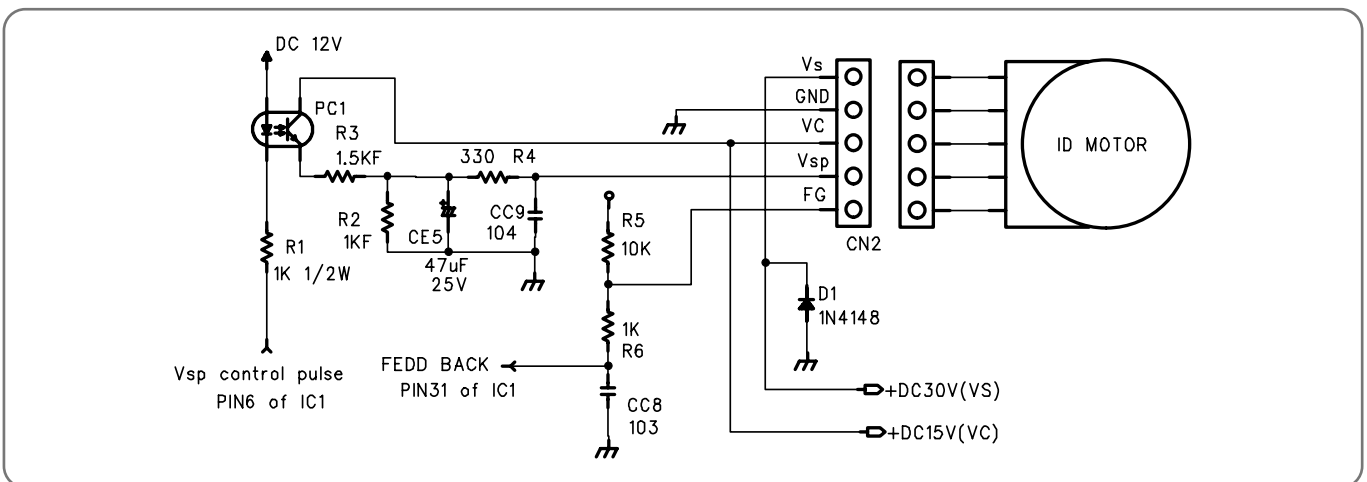 DC 12V
PC1
R3
1.5KF
330 R4
R2
1KF
CE5
47uF
25V
CC9
104
R1
1K 1/2W
Vsp control pulse
PIN6 of IC1
R5
10K
1K
R6
FEDD BACK
PIN31 of IC1
CC8
103
Vs
GND
VC
Vsp
FG
CN2
ID MOTOR
D1
1N4148
+DC30V(VS)
+DC15V(VC)